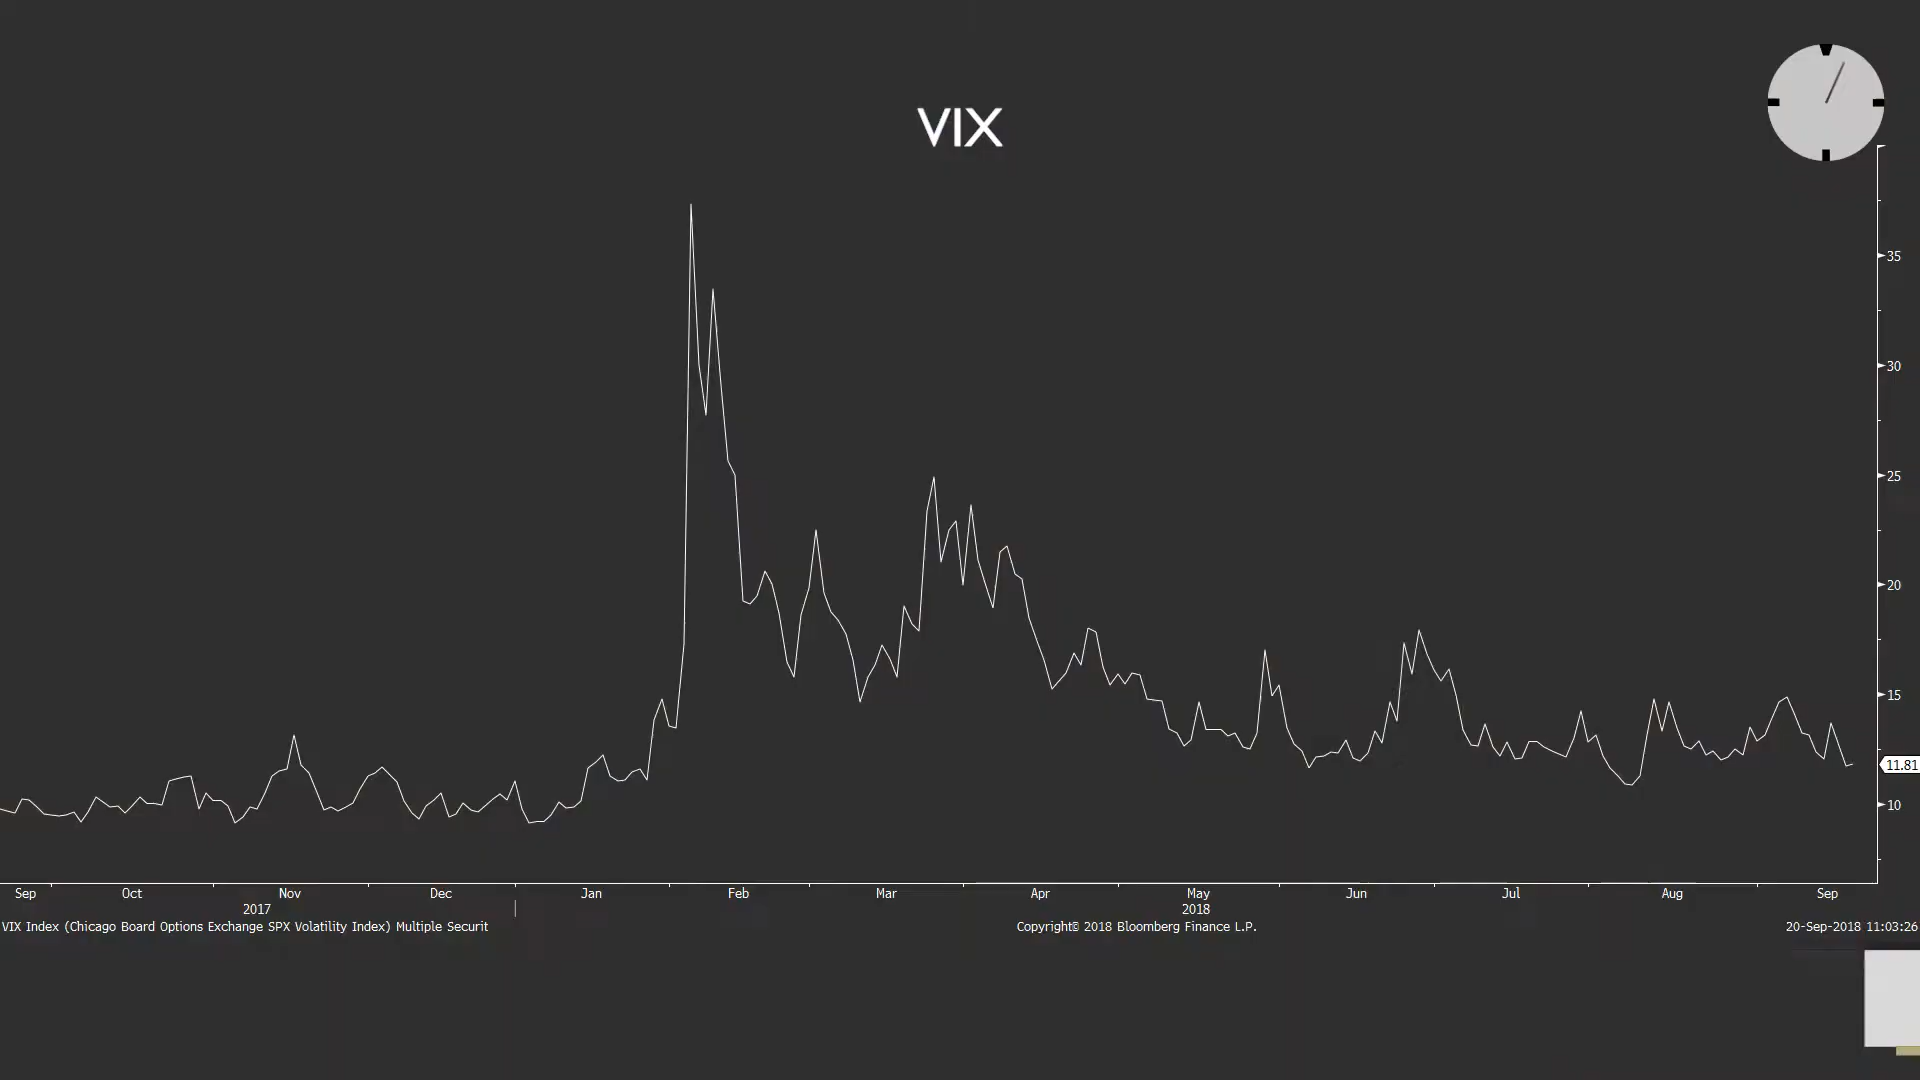 VIX
35
30
25
20
15
11.81
10
Sep Oct Nov Dec Jan Feb Mar Apr May Jun Jul Aug Sep
2017 2018
VIX Index (Chicago Board Options Exchange SPX Volatility Index) Multiple Securit Copyright© 2018 Bloomberg Finance L.P. 20-Sep-2018 11:03:26